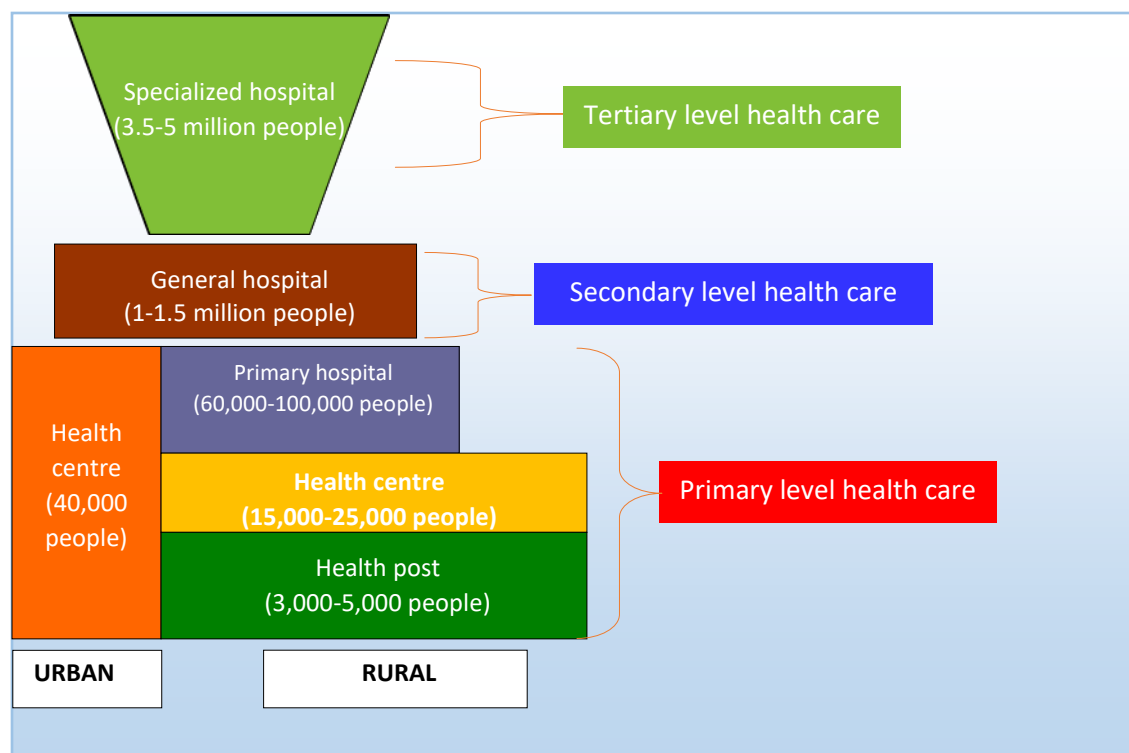 Specialized hospital
(3.5-5 million people)
Tertiary level health care
General hospital
(1-1.5 million people)
Secondary level health care
Health
centre
(40,000
people)
Primary hospital
(60,000-100,000 people)
Health centre
(15,000-25,000 people)
Health post
(3,000-5,000 people)
Primary level health care
URBAN
RURAL